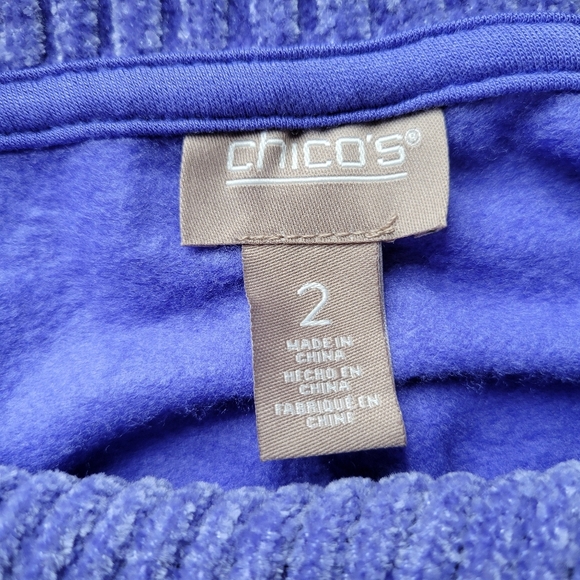 chico's®
2
MADE IN
CHINA
HECHO EN
CHINA
FABRIQUÉ EN
CHINE